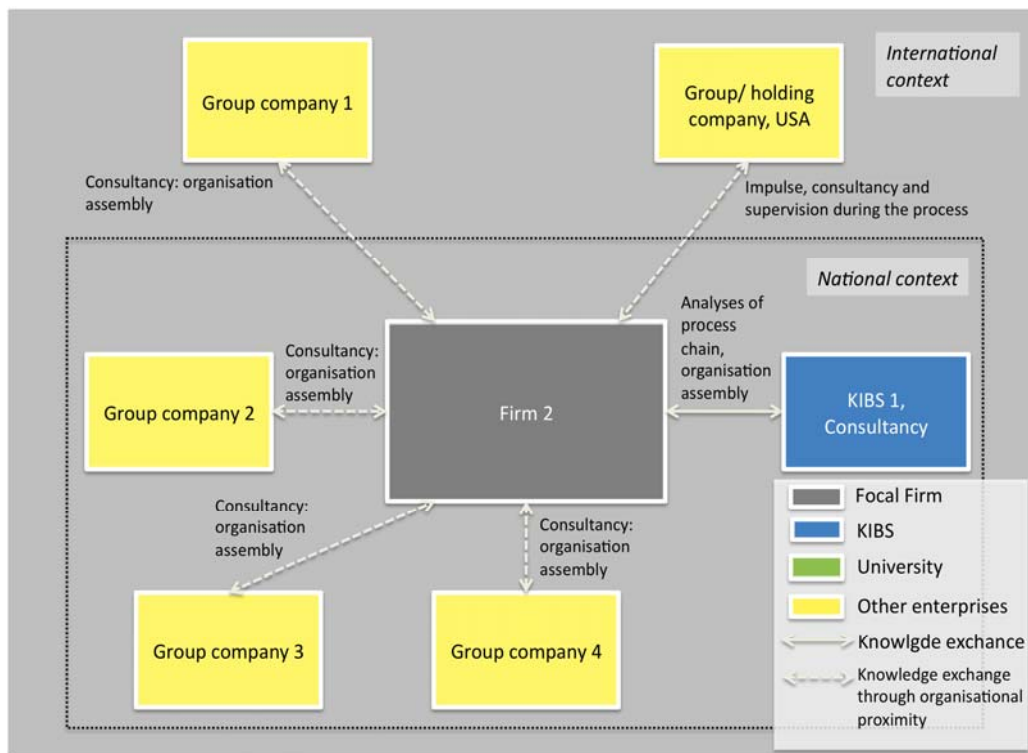 International
context
Group company 1
Group/ holding
company, USA
Consultancy: organisation
assembly
Impulse, consultancy and
supervision during the process
National context
Analyses of
process
chain,
organisation
assembly
Consultancy:
organisation
assembly
Group company 2
Firm 2
KIBS 1,
Consultancy
Consultancy:
organisation
assembly
Consultancy:
organisation
assembly
Group company 3
Group company 4
Focal Firm
KIBS
University
Other enterprises
Knowlgde exchance
Knowledge exchange
through organisational
proximity